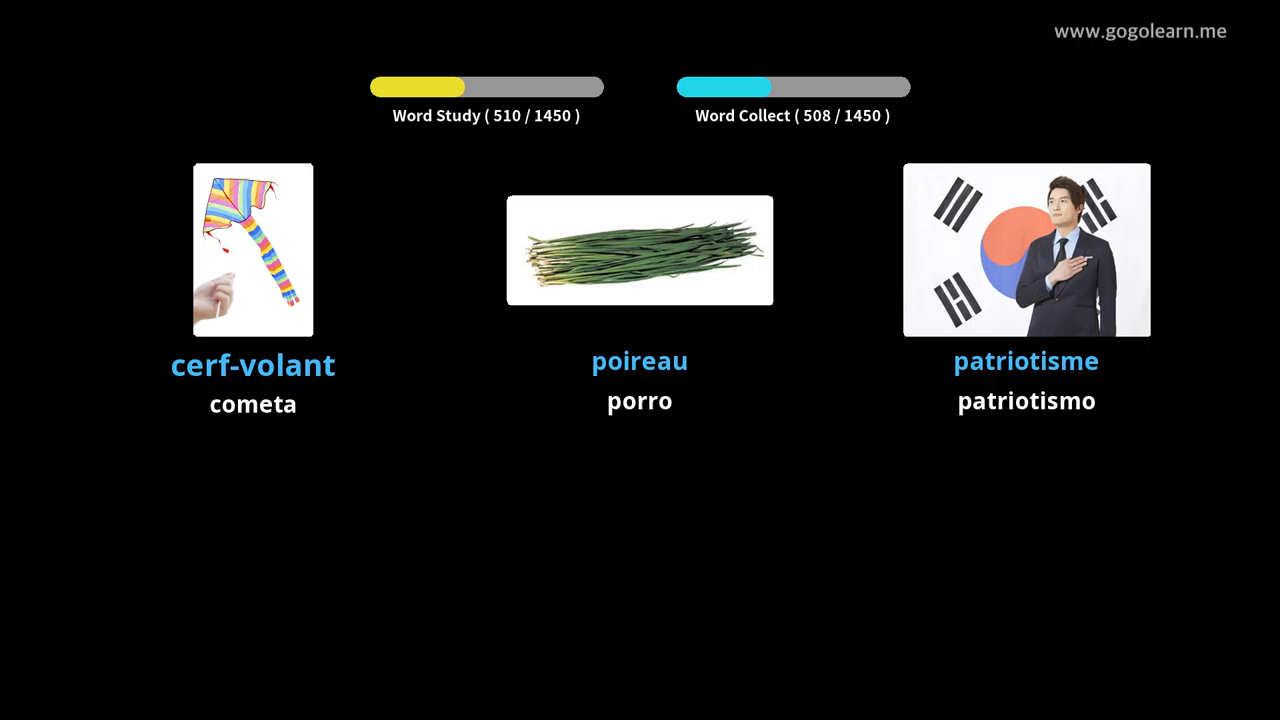 www.gogolearn.me
Word Study ( 510 / 1450 )
Word Collect ( 508 / 1450 )
cerf-volant
cometa
poireau
porro
patriotisme
patriotismo